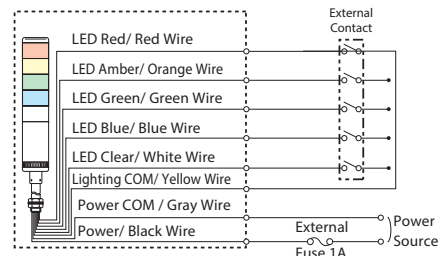 External
Contact
LED Red/ Red Wire
LED Amber/ Orange Wire
LED Green/ Green Wire
LED Blue/ Blue Wire
LED Clear/ White Wire
Lighting COM/ Yellow Wire
Power COM / Gray Wire
Power/ Black Wire
External
Fuse 1A
Power
Source